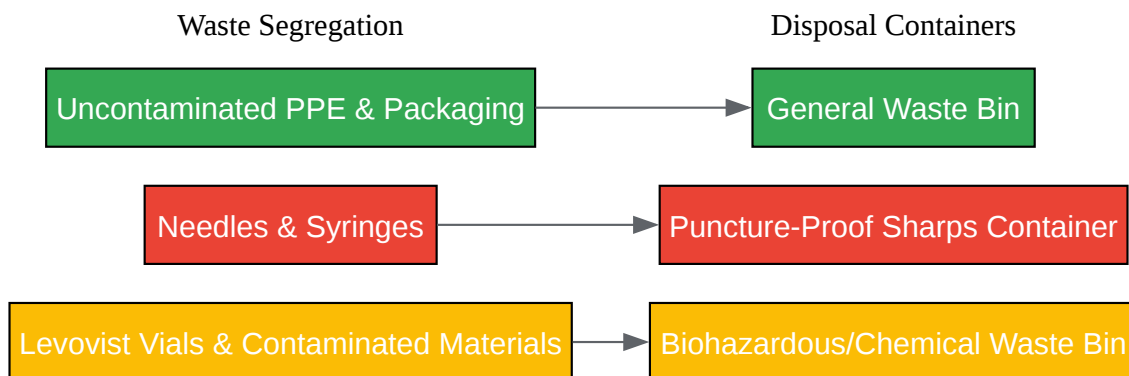 Waste Segregation
Disposal Containers
Uncontaminated PPE & Packaging
General Waste Bin
Needles & Syringes
Puncture-Proof Sharps Container
Levovist Vials & Contaminated Materials
Biohazardous/Chemical Waste Bin